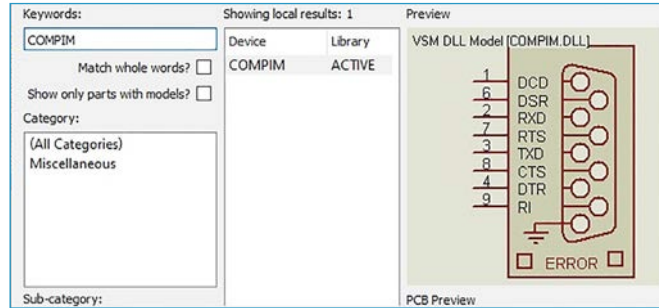 Keywords:
COMPIM
Match whole words?
Show only parts with models?
Category:
(All Categories)
Miscellaneous
Sub-category:
Showing local results: 1
Device Library
COMPIM ACTIVE
Preview
VSM DLL Model [COMPIM.DLL]
1 DCD
6 DSR
2 RXD
7 RTS
3 TXD
8 CTS
4 DTR
9 RI
ERROR
PCB Preview